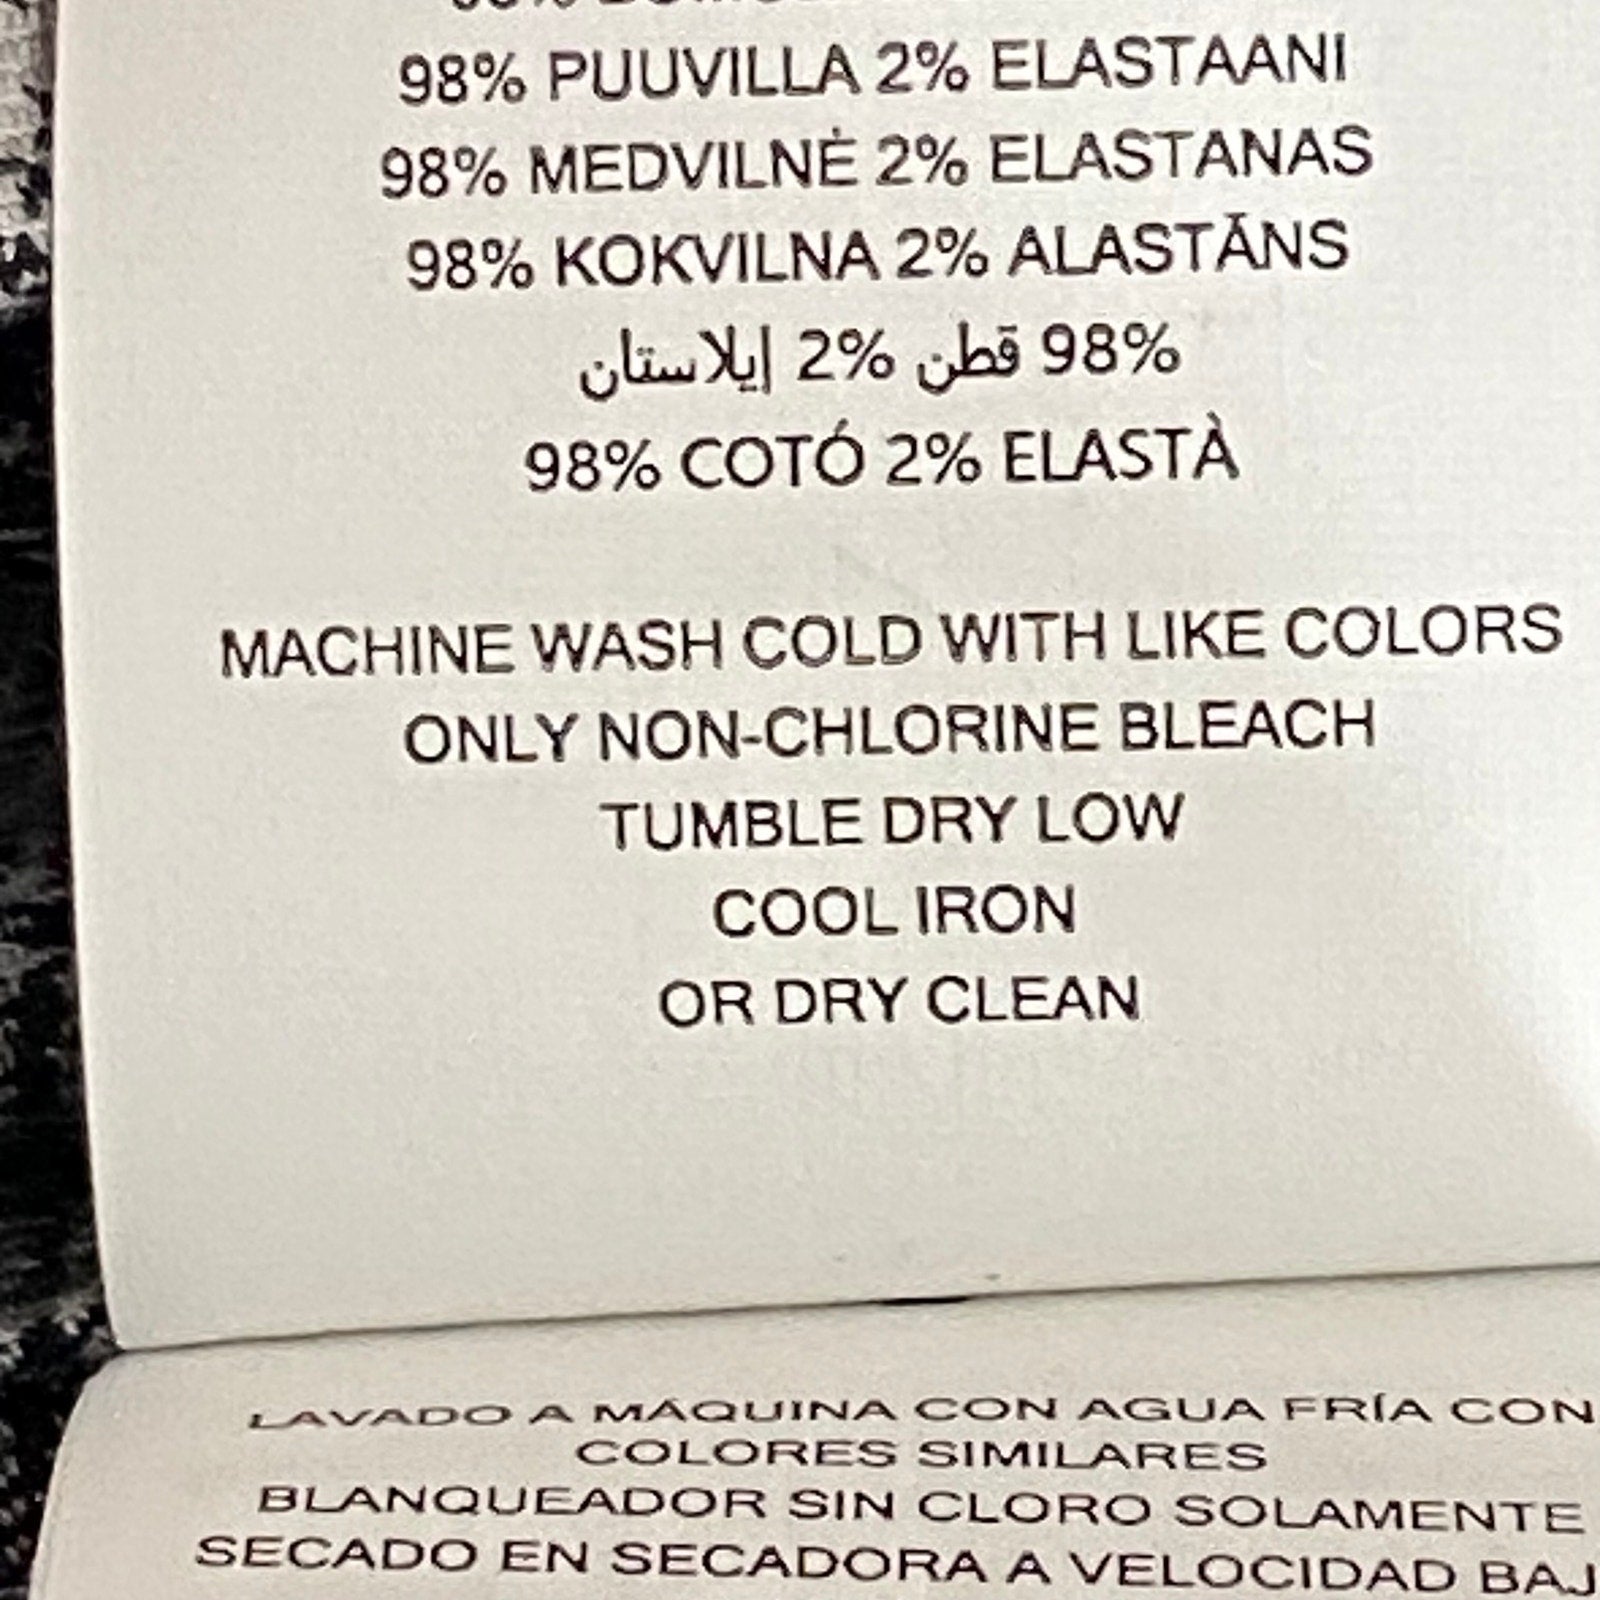 98% PUUVILLA 2% ELASTAANI
98% MEDVILNĖ 2% ELASTANAS
98% KOKVILNA 2% ALASTĀNS
98% قطن 2% إيلاستان
98% COTÓ 2% ELASTÀ
MACHINE WASH COLD WITH LIKE COLORS
ONLY NON-CHLORINE BLEACH
TUMBLE DRY LOW
COOL IRON
OR DRY CLEAN
LAVADO A MÁQUINA CON AGUA FRÍA CON
COLORES SIMILARES
BLANQUEADOR SIN CLORO SOLAMENTE
SECADO EN SECADORA A VELOCIDAD BAJ